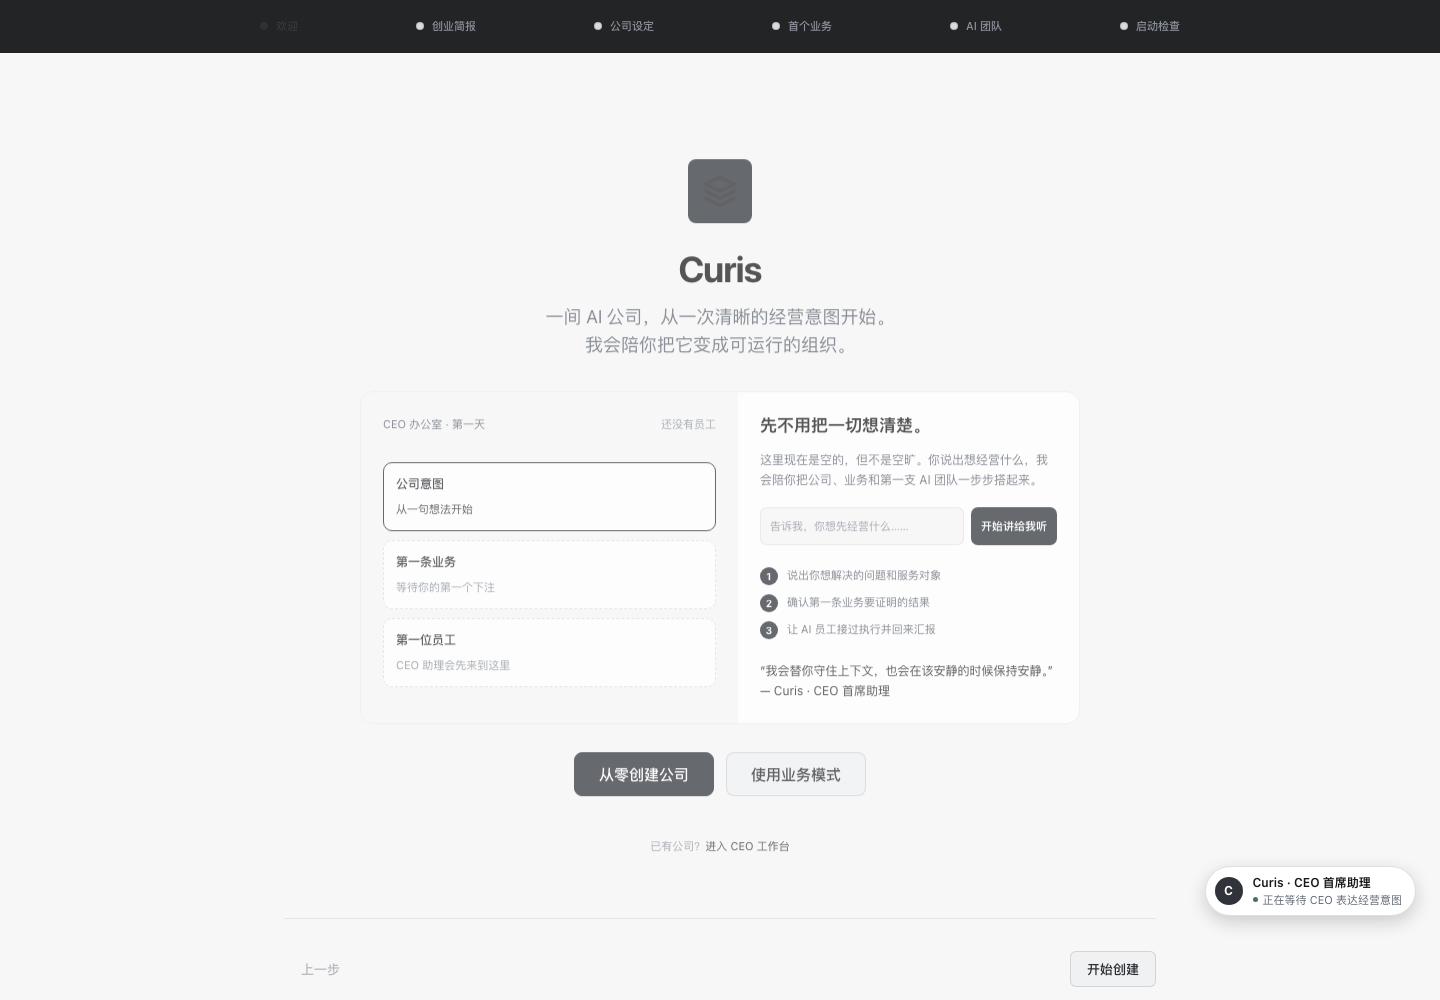 欢迎
创业简报
公司设定
首个业务
AI 团队
启动检查
Curis
一间 AI 公司，从一次清晰的经营意图开始。
我会陪你把它变成可运行的组织。
CEO 办公室 · 第一天
还没有员工
公司意图
从一句想法开始
第一条业务
等待你的第一个下注
第一位员工
CEO 助理会先来到这里
先不用把一切想清楚。
这里现在是空的，但不是空旷。你说出想经营什么，我
会陪你把公司、业务和第一支 AI 团队一步步搭起来。
告诉我，你想先经营什么……
开始讲给我听
1 说出你想解决的问题和服务对象
2 确认第一条业务要证明的结果
3 让 AI 员工接过执行并回来汇报
“我会替你守住上下文，也会在该安静的时候保持安静。”
— Curis · CEO 首席助理
从零创建公司
使用业务模式
已有公司？ 进入 CEO 工作台
C
Curis · CEO 首席助理
正在等待 CEO 表达经营意图
上一步
开始创建